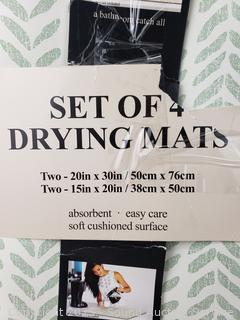 a bathroom catch all
SET OF 4
DRYING MATS
Two - 20in x 30in / 50cm x 76cm
Two - 15in x 20in / 38cm x 50cm
absorbent · easy care
soft cushioned surface